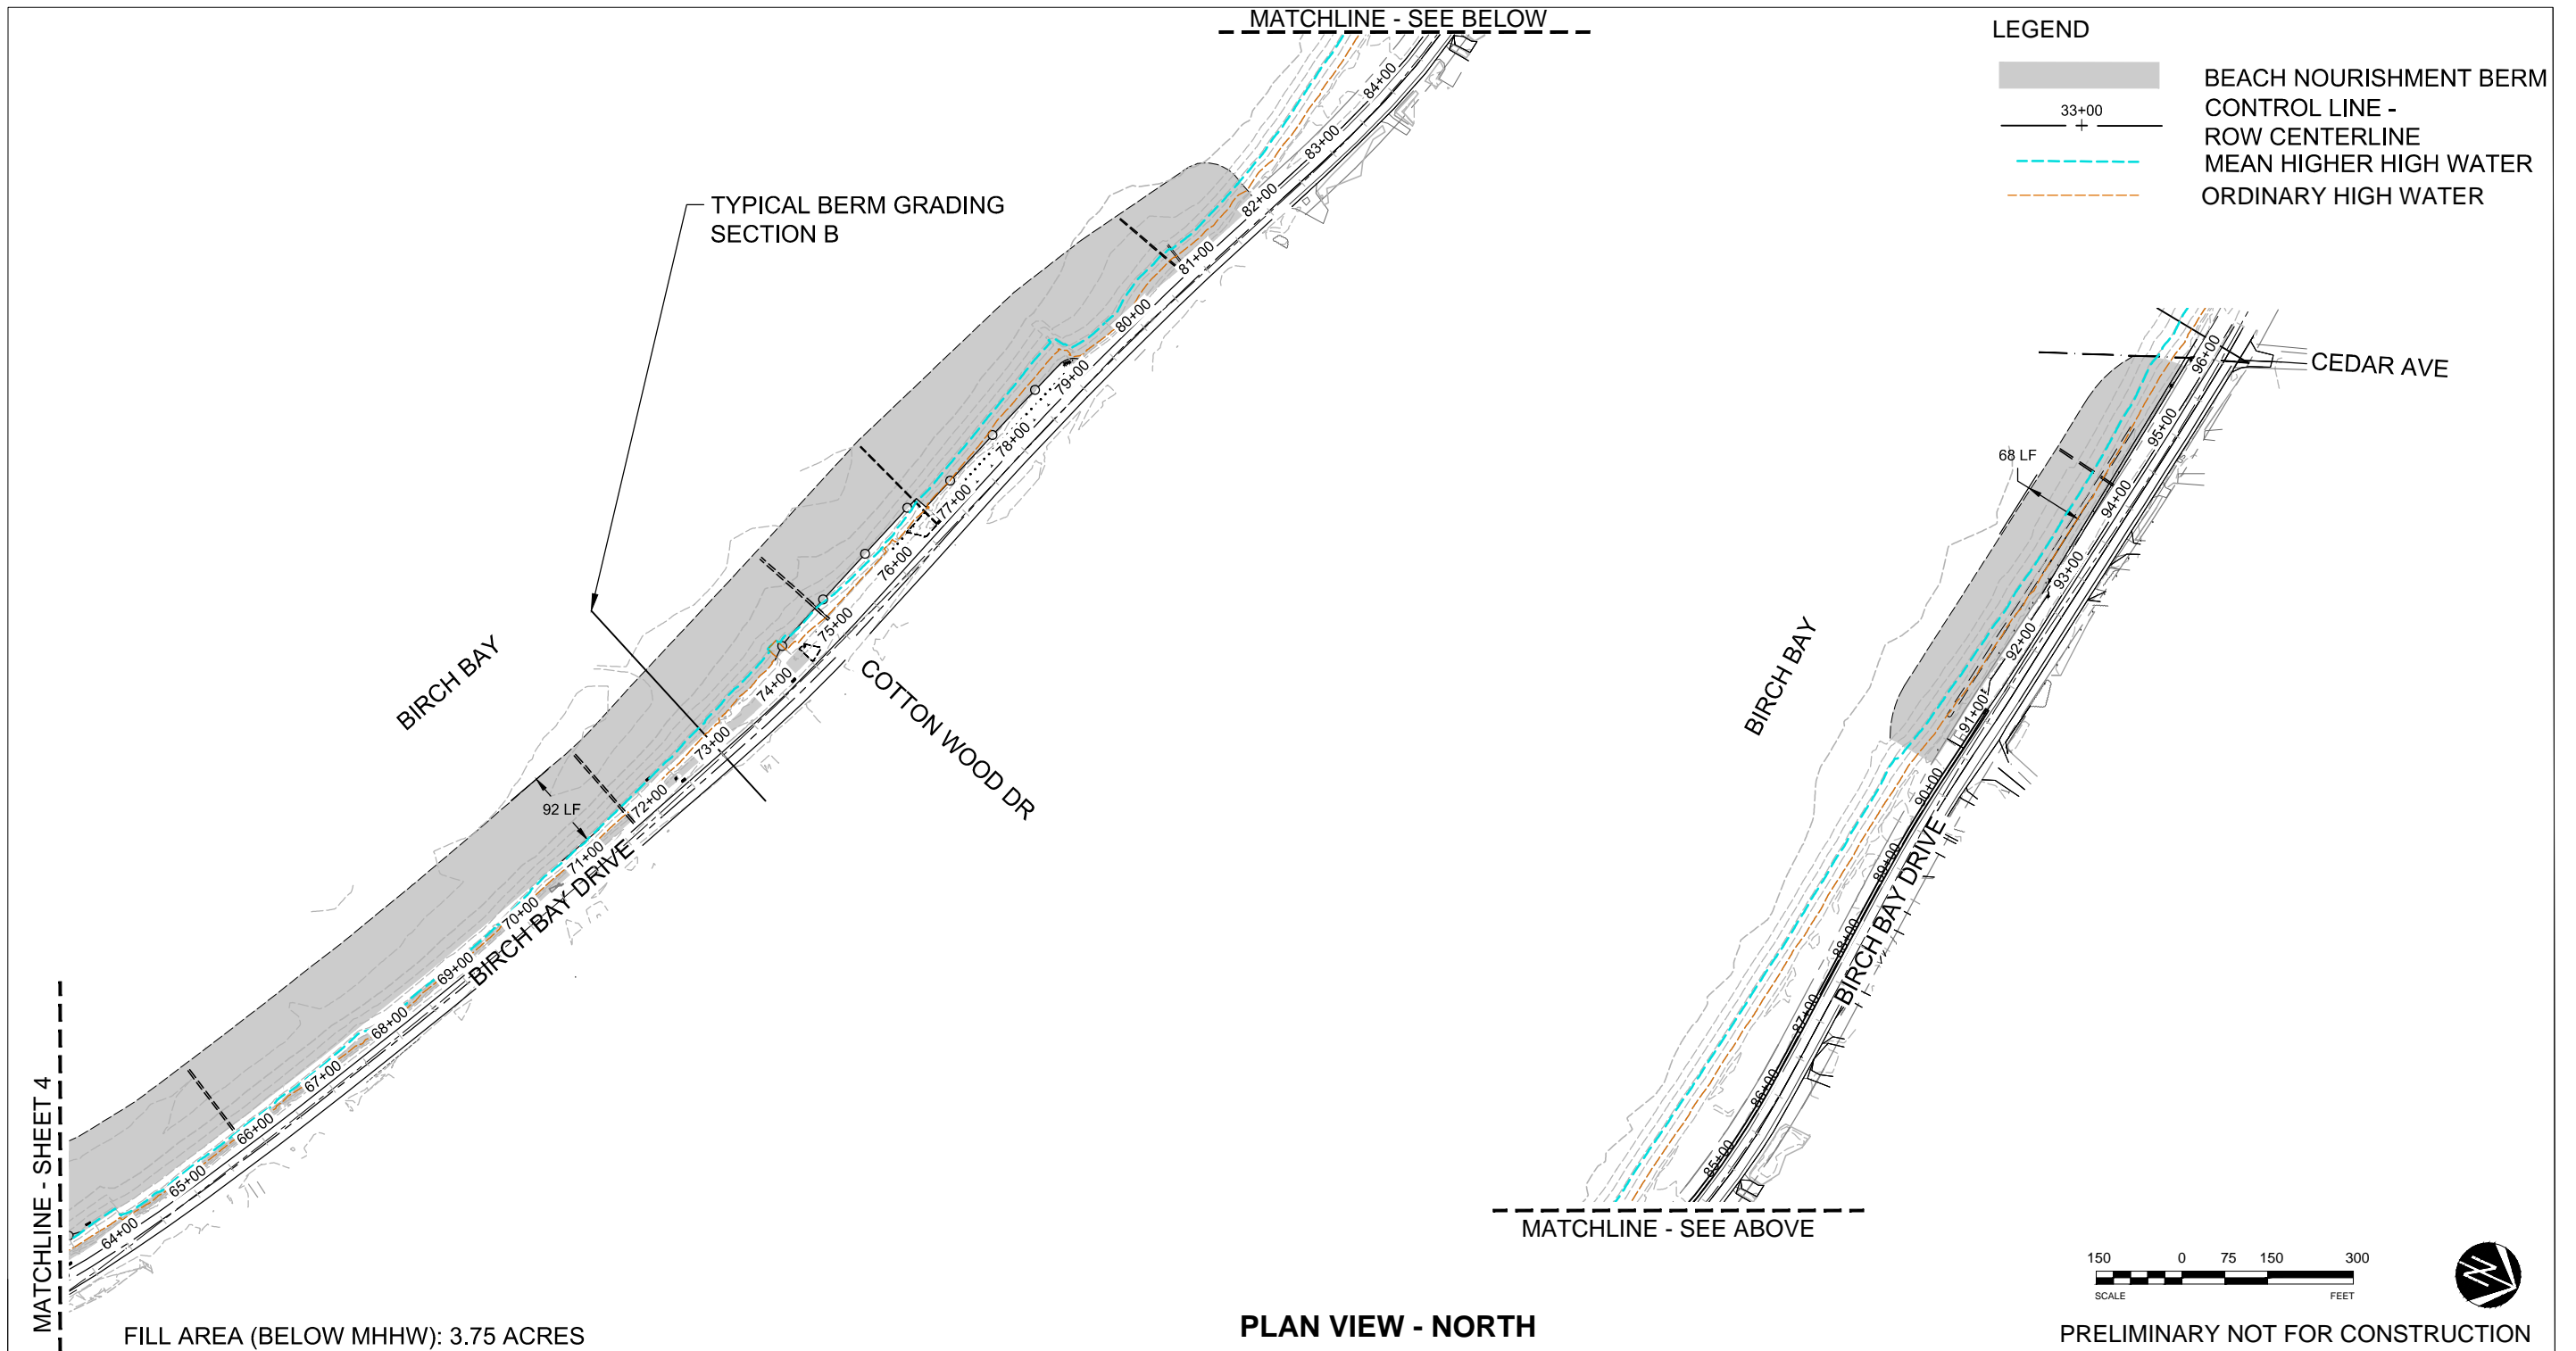 MATCHLINE - SEE BELOW
LEGEND
BEACH NOURISHMENT BERM
33+00
CONTROL LINE -
ROW CENTERLINE
MEAN HIGHER HIGH WATER
ORDINARY HIGH WATER
TYPICAL BERM GRADING
SECTION B
84+00
83+00
82+00
81+00
80+00
79+00
78+00
77+00
76+00
75+00
74+00
73+00
72+00
71+00
70+00
69+00
68+00
67+00
66+00
65+00
64+00
BIRCH BAY
COTTON WOOD DR
92 LF
BIRCH BAY DRIVE
MATCHLINE - SHEET 4
CEDAR AVE
96+00
95+00
68 LF
94+00
93+00
92+00
91+00
90+00
89+00
88+00
87+00
86+00
85+00
BIRCH BAY
BIRCH BAY DRIVE
MATCHLINE - SEE ABOVE
150 0 75 150 300
SCALE FEET
FILL AREA (BELOW MHHW): 3.75 ACRES
PLAN VIEW - NORTH
PRELIMINARY NOT FOR CONSTRUCTION